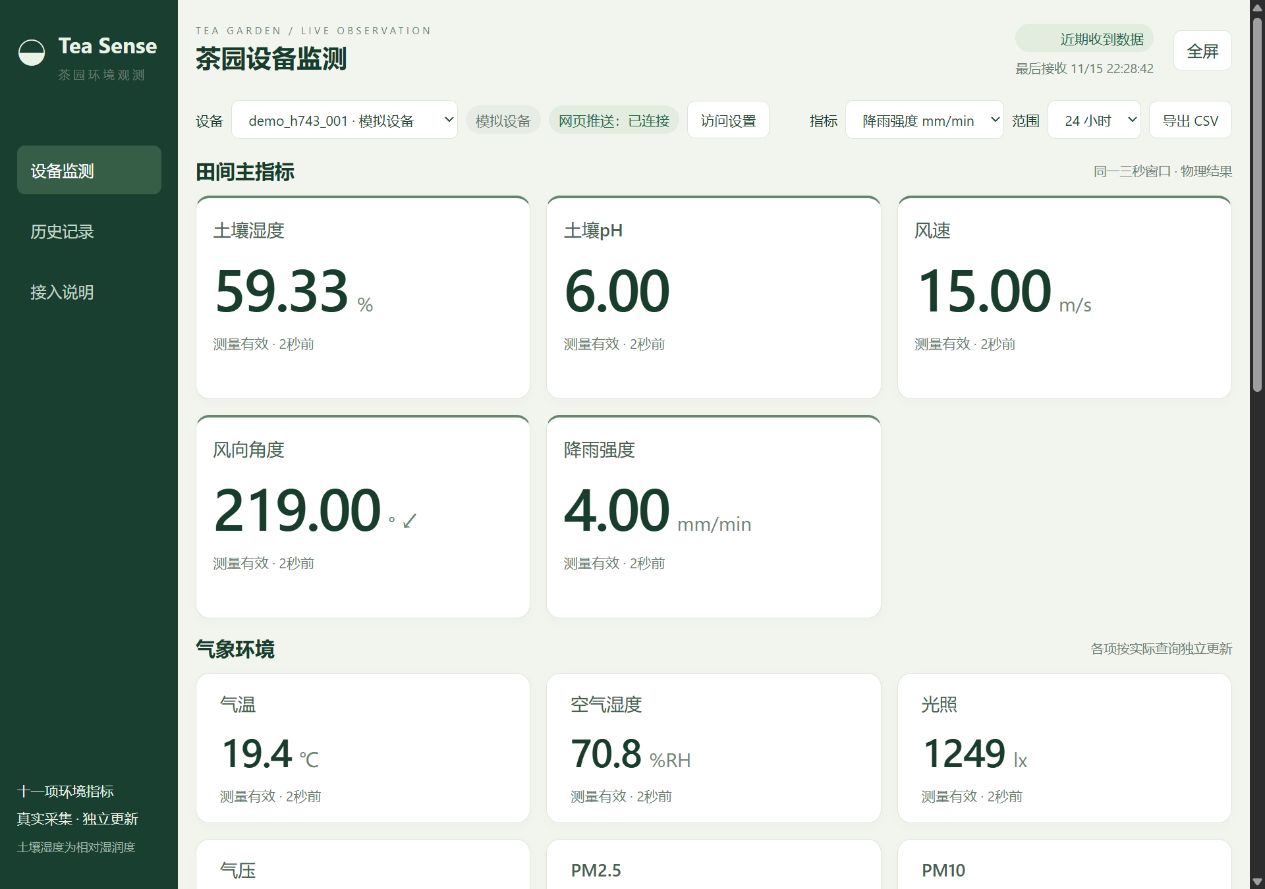 Tea Sense
茶园环境观测
设备监测
历史记录
接入说明
十一项环境指标
真实采集 · 独立更新
土壤湿度为相对湿润度
TEA GARDEN / LIVE OBSERVATION
茶园设备监测
近期收到数据
最后接收 11/15 22:28:42
全屏
设备 demo_h743_001 · 模拟设备 模拟设备 网页推送：已连接 访问设置 指标 降雨强度 mm/min 范围 24 小时 导出 CSV
田间主指标
同一三秒窗口 · 物理结果
土壤湿度
59.33 %
测量有效 · 2秒前
土壤pH
6.00
测量有效 · 2秒前
风速
15.00 m/s
测量有效 · 2秒前
风向角度
219.00 ° ↙
测量有效 · 2秒前
降雨强度
4.00 mm/min
测量有效 · 2秒前
气象环境
各项按实际查询独立更新
气温
19.4 ℃
测量有效 · 2秒前
空气湿度
70.8 %RH
测量有效 · 2秒前
光照
1249 lx
测量有效 · 2秒前
气压
PM2.5
PM10